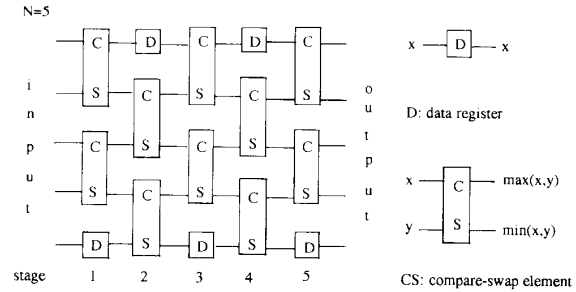 N=5
C D C D C
x D x
S C S C S
i n p u t
o u t p u t
D: data register
C S C S C
x C max(x,y)
S C S C S
y S min(x,y)
D S D S D
stage 1 2 3 4 5
CS: compare-swap element